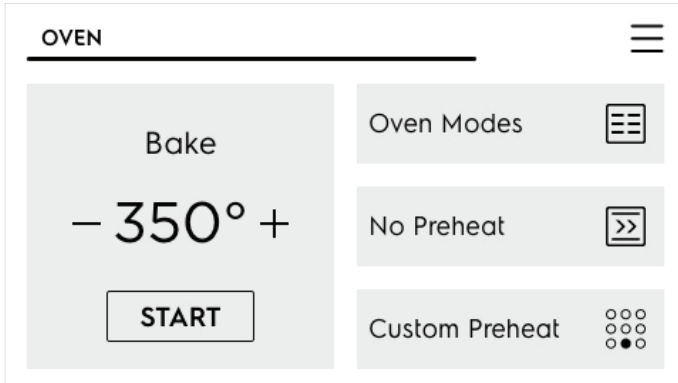 OVEN
Bake
− 350° +
START
Oven Modes
No Preheat
Custom Preheat